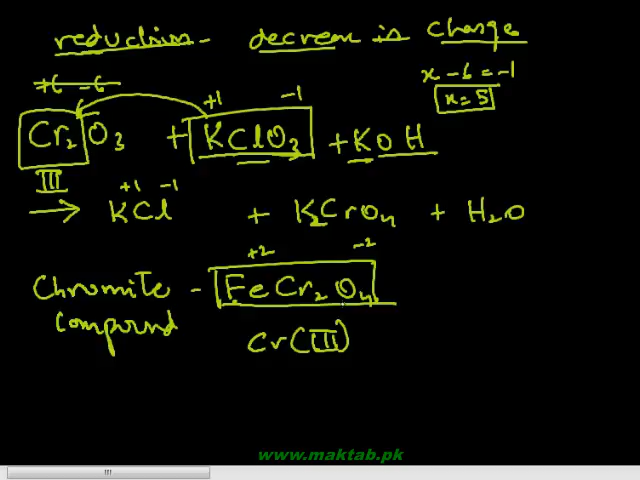 reduction - decrease in charge
+6 -6
x - 6 = -1
x = 5
+1 -1
Cr₂O₃ + KClO₃ + KOH
III
+1 -1
→ KCl + K₂CrO₄ + H₂O
+2 -2
Chromite - FeCr₂O₄
Compound Cr(III)
www.maktab.pk